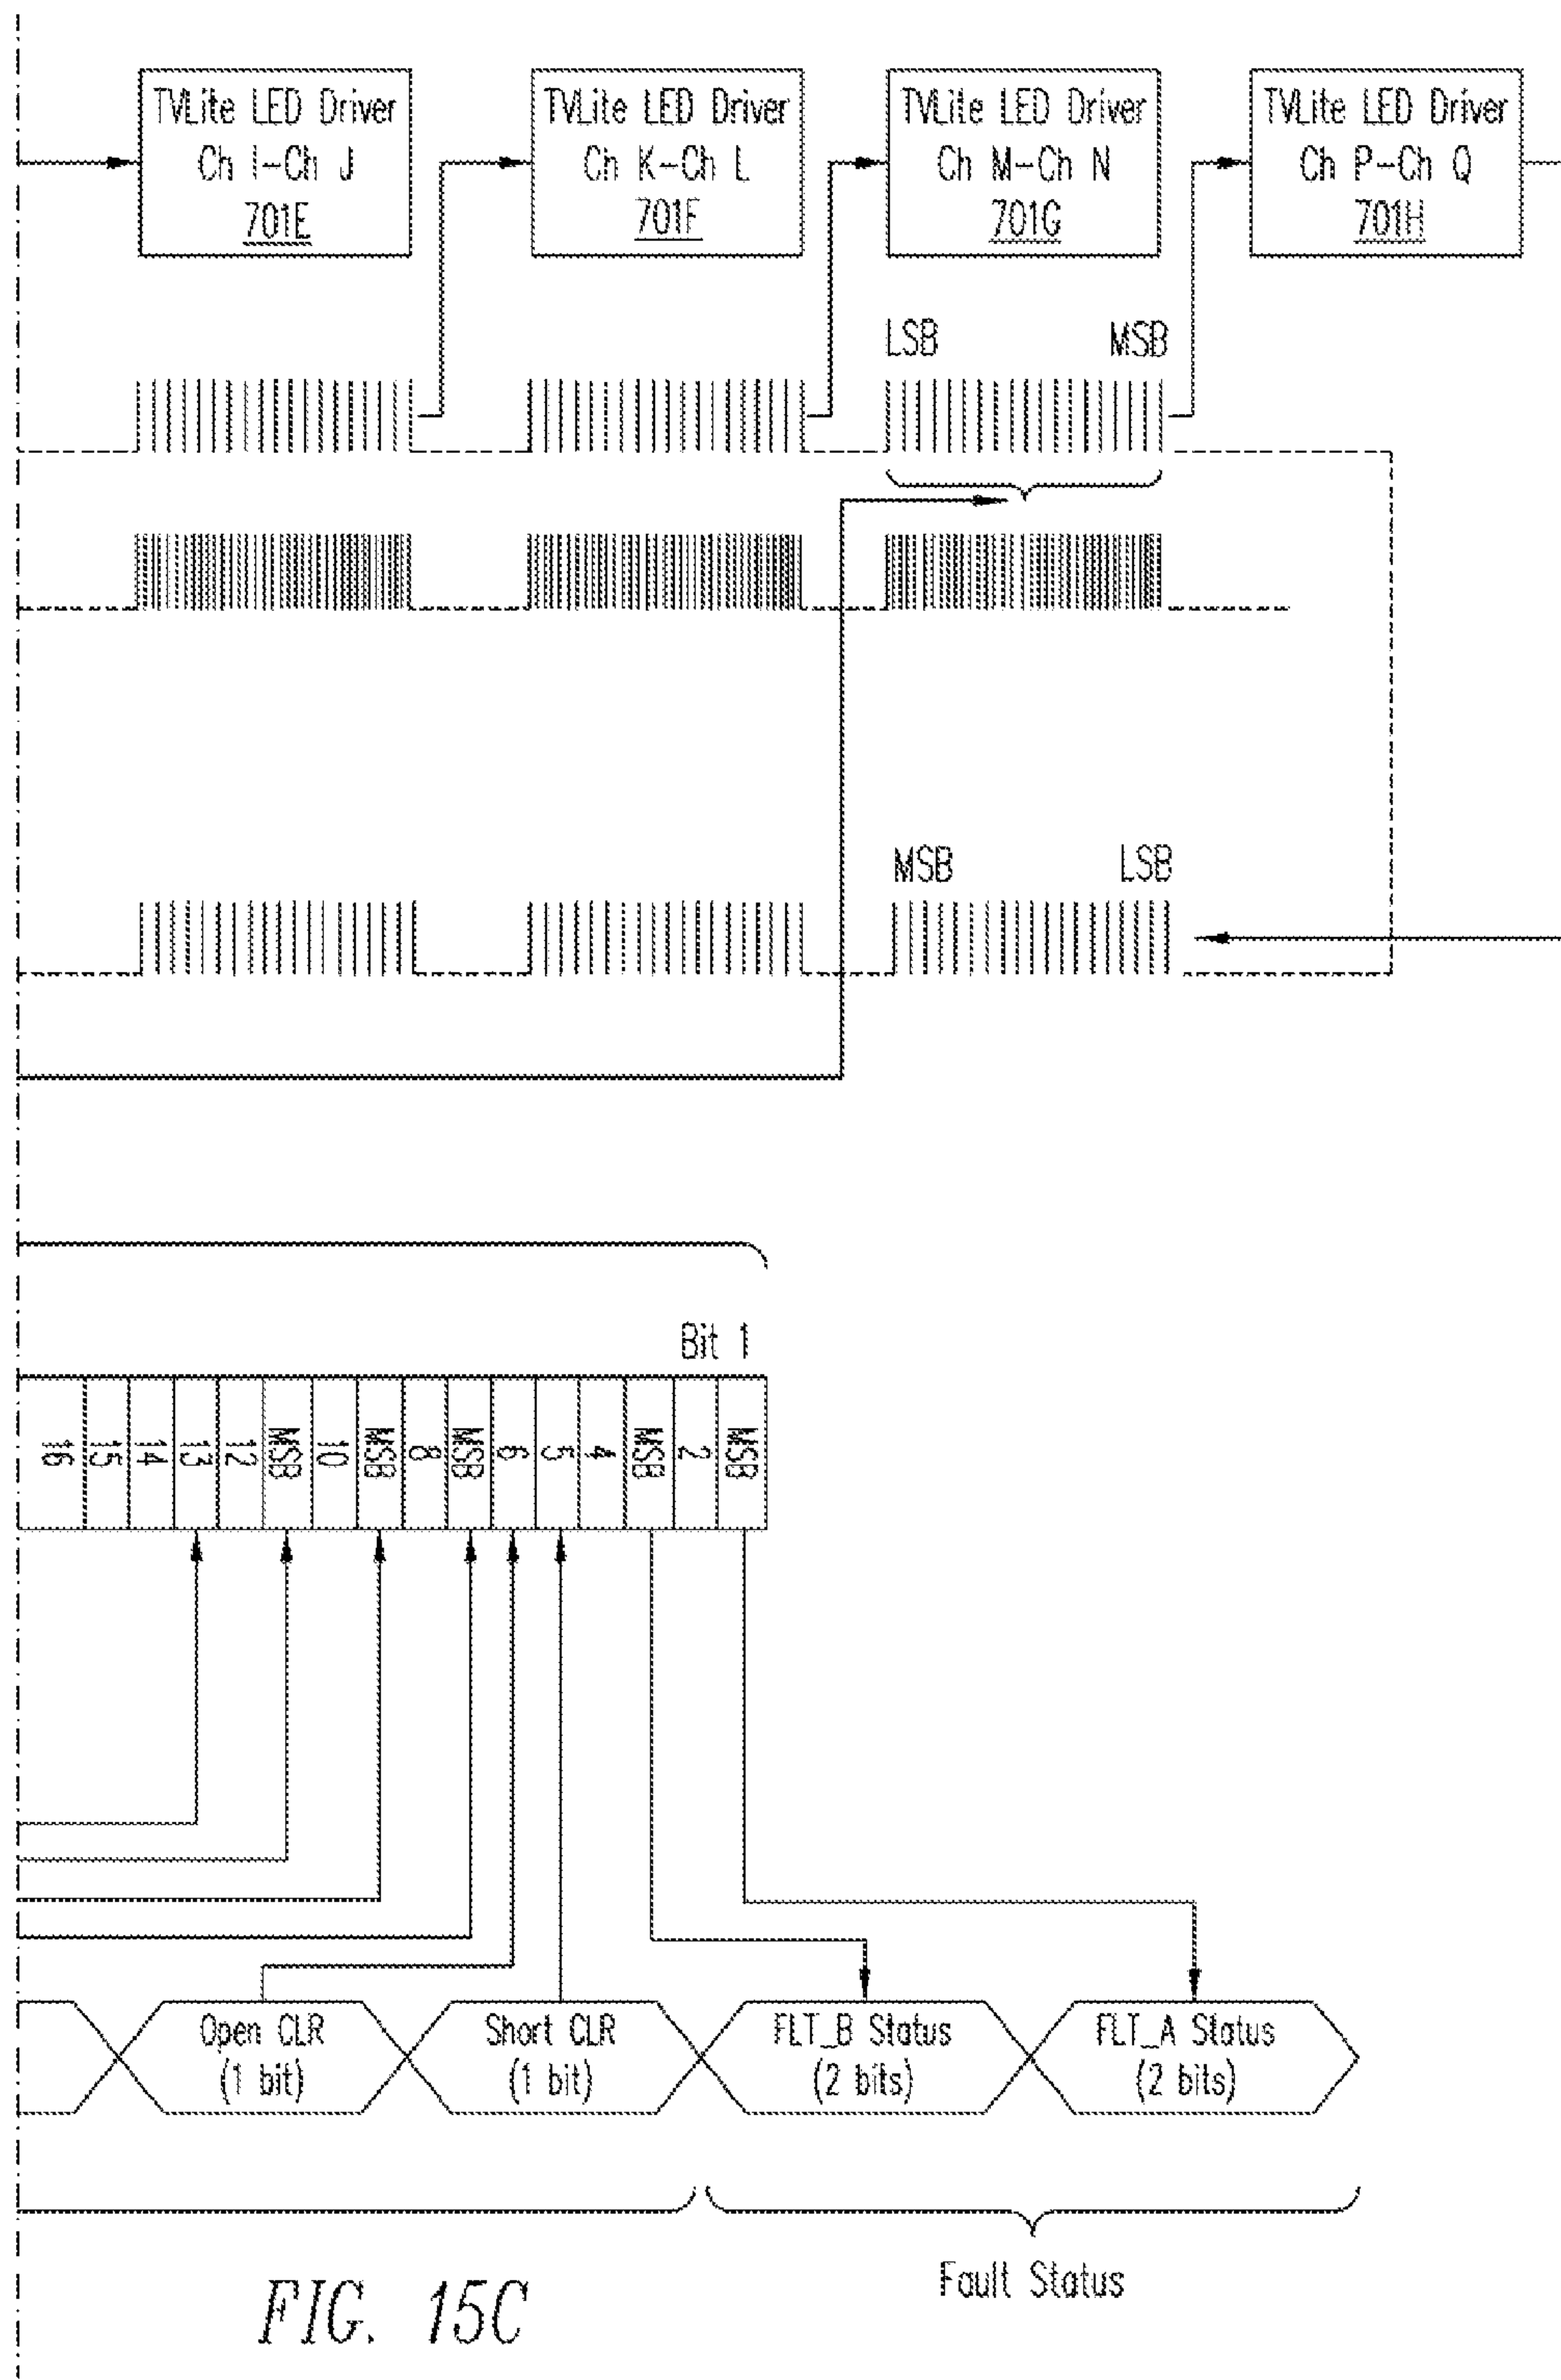 TVLite LED Driver
Ch I-Ch J
701E
TVLite LED Driver
Ch K-Ch L
701F
TVLite LED Driver
Ch M-Ch N
701G
TVLite LED Driver
Ch P-Ch Q
701H
LSB
MSB
MSB
LSB
Bit 1
16
15
14
13
12
MSB
10
MSB
8
MSB
6
5
4
MSB
2
MSB
Open CLR
(1 bit)
Short CLR
(1 bit)
FLT_B Status
(2 bits)
FLT_A Status
(2 bits)
Fault Status
FIG. 15C